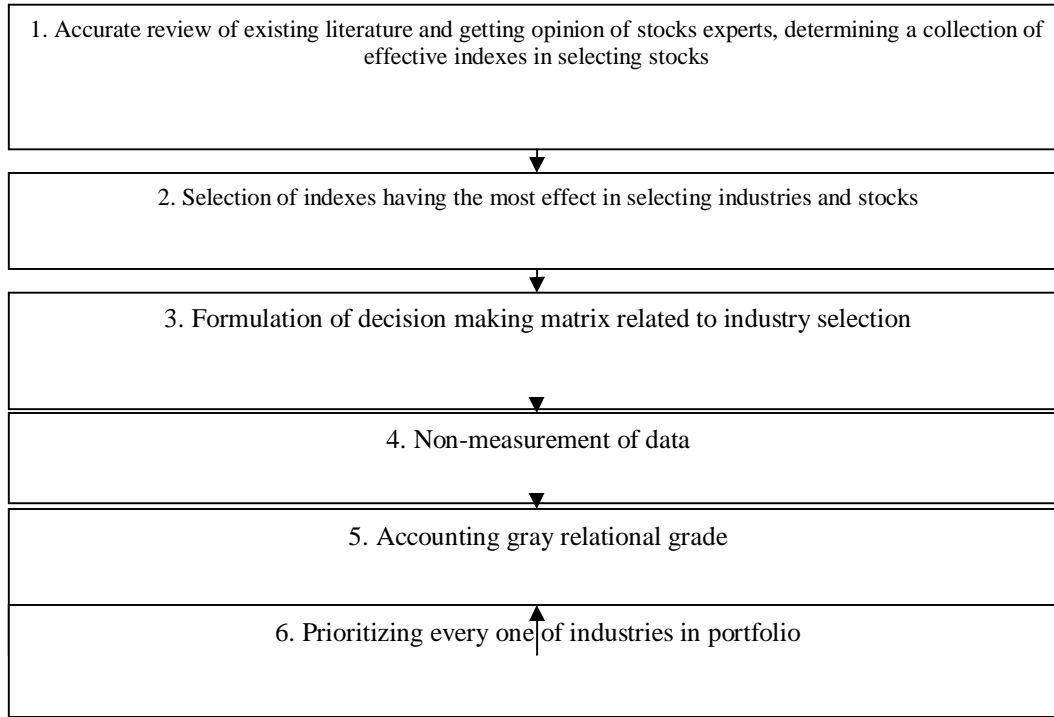 1. Accurate review of existing literature and getting opinion of stocks experts, determining a collection of
effective indexes in selecting stocks
2. Selection of indexes having the most effect in selecting industries and stocks
3. Formulation of decision making matrix related to industry selection
4. Non-measurement of data
5. Accounting gray relational grade
6. Prioritizing every one of industries in portfolio